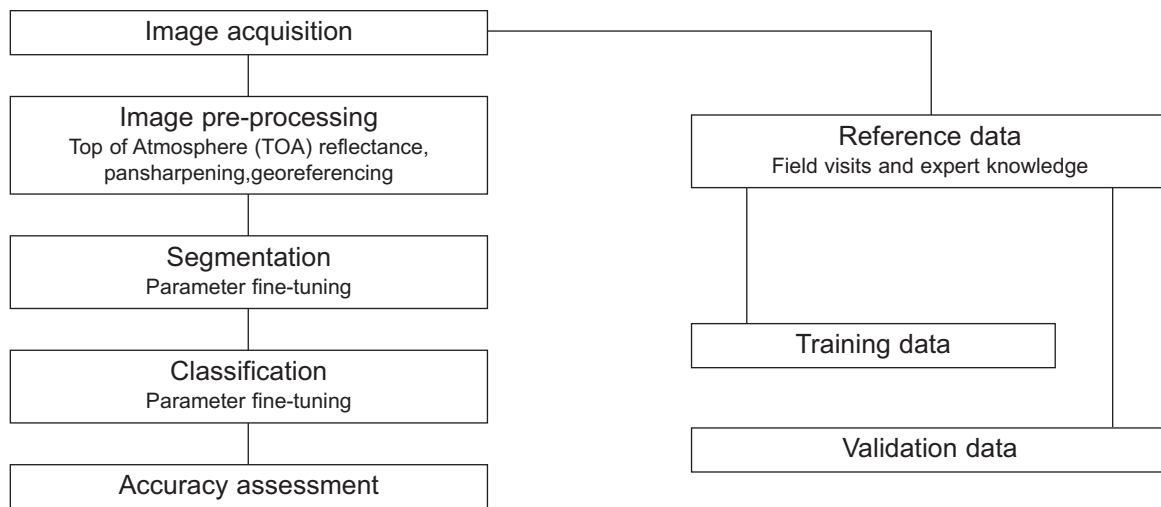 Image acquisition
Image pre-processing
Top of Atmosphere (TOA) reflectance,
pansharpening,georeferencing
Segmentation
Parameter fine-tuning
Classification
Parameter fine-tuning
Accuracy assessment
Reference data
Field visits and expert knowledge
Training data
Validation data